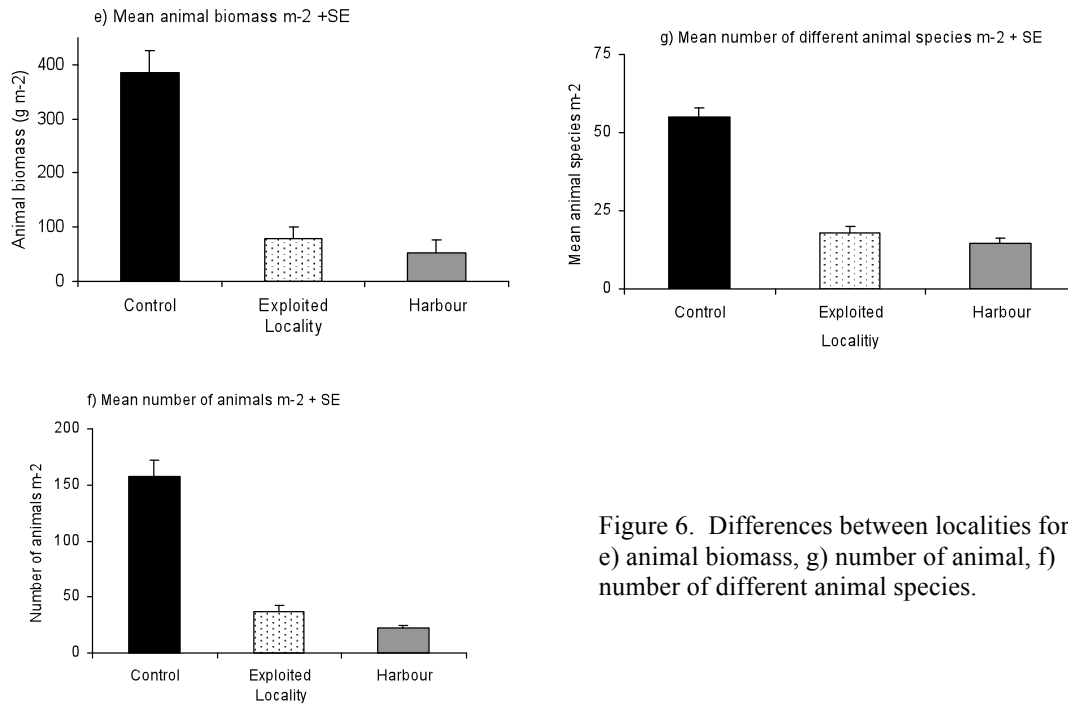 e) Mean animal biomass m-2 +SE
Animal biomass (g m-2)
400
300
200
100
0
Control
Exploited
Harbour
Locality
g) Mean number of different animal species m-2 + SE
Mean animal species m-2
75
50
25
0
Control
Exploited
Harbour
Localitiy
f) Mean number of animals m-2 + SE
Number of animals m-2
200
150
100
50
0
Control
Exploited
Harbour
Locality
Figure 6. Differences between localities for
e) animal biomass, g) number of animal, f)
number of different animal species.